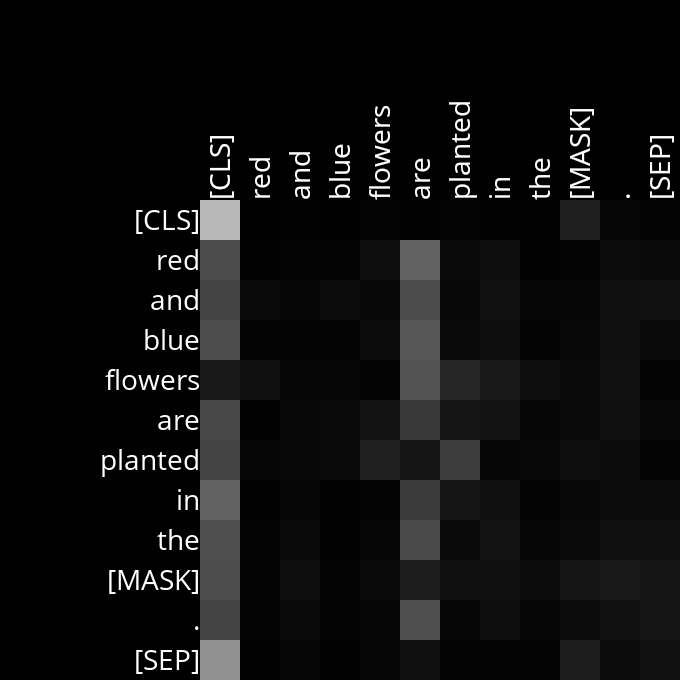 [CLS] red and blue flowers are planted in the [MASK] . [SEP]
[CLS]
red
and
blue
flowers
are
planted
in
the
[MASK]
.
[SEP]